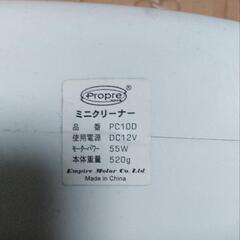 Propre
ミニクリーナー
品番 PC10D
使用電源 DC12V
モーターパワー 55W
本体重量 520g
Empire Motor Co. Ltd
Made in China